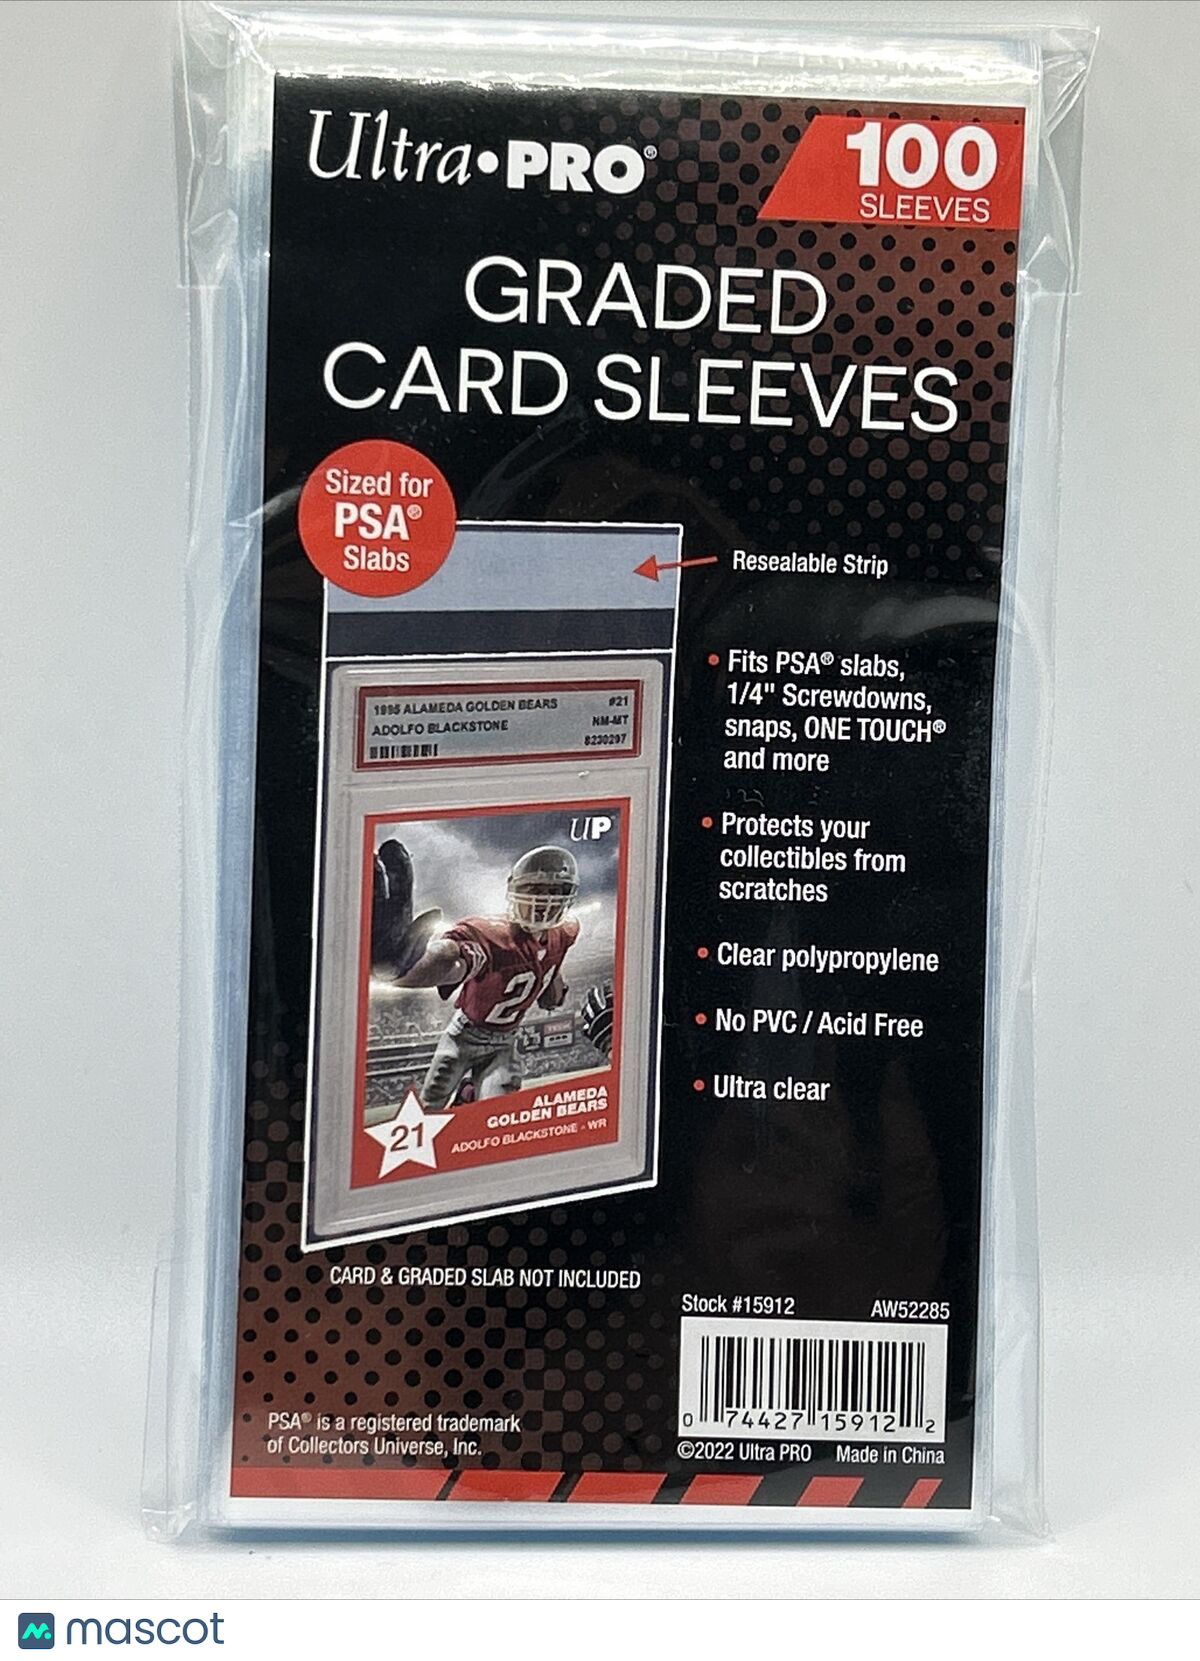 Ultra•PRO®
100
SLEEVES
GRADED
CARD SLEEVES
Sized for
PSA®
Slabs
Resealable Strip
1995 ALAMEDA GOLDEN BEARS #21
ADOLFO BLACKSTONE NM-MT
8230297
UP
21
ALAMEDA
GOLDEN BEARS
ADOLFO BLACKSTONE - WR
• Fits PSA® slabs,
1/4" Screwdowns,
snaps, ONE TOUCH®
and more
• Protects your
collectibles from
scratches
• Clear polypropylene
• No PVC / Acid Free
• Ultra clear
21
CARD & GRADED SLAB NOT INCLUDED
Stock #15912 AW52285
0 74427 15912 2
©2022 Ultra PRO Made in China
PSA® is a registered trademark
of Collectors Universe, Inc.
mascot